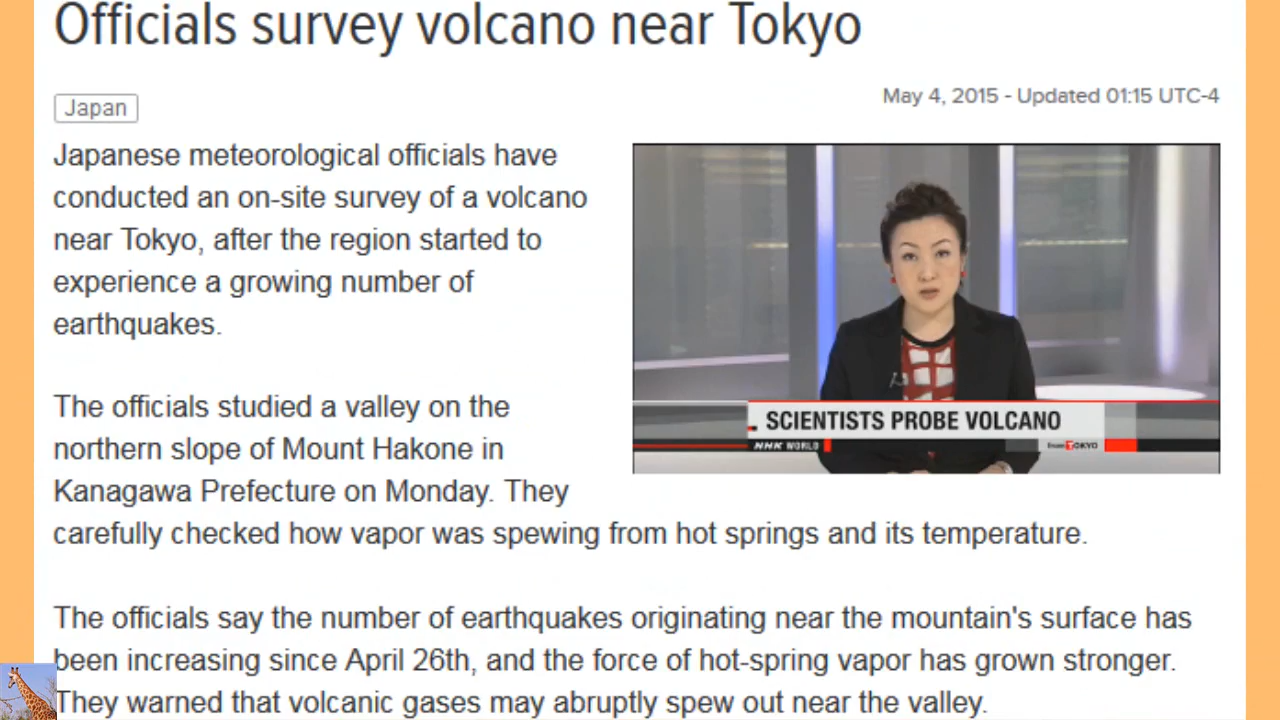 Officials survey volcano near Tokyo
Japan
May 4, 2015 - Updated 01:15 UTC-4
Japanese meteorological officials have
conducted an on-site survey of a volcano
near Tokyo, after the region started to
experience a growing number of
earthquakes.
SCIENTISTS PROBE VOLCANO
NHK WORLD
from TOKYO
The officials studied a valley on the
northern slope of Mount Hakone in
Kanagawa Prefecture on Monday. They
carefully checked how vapor was spewing from hot springs and its temperature.
The officials say the number of earthquakes originating near the mountain's surface has
been increasing since April 26th, and the force of hot-spring vapor has grown stronger.
They warned that volcanic gases may abruptly spew out near the valley.